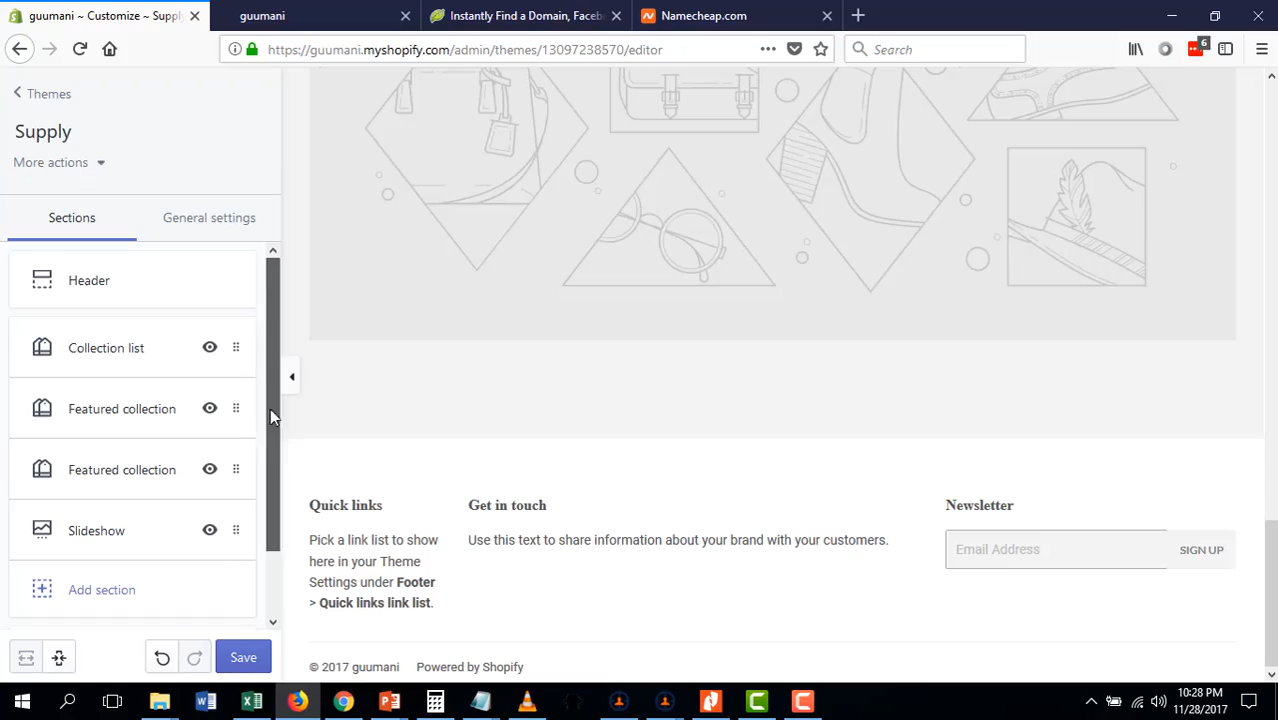 guumani ~ Customize ~ Supply
guumani
Instantly Find a Domain, Facebo
Namecheap.com
https://guumani.myshopify.com/admin/themes/13097238570/editor
Search
6
Themes
Supply
More actions
Sections
General settings
Header
Collection list
Featured collection
Featured collection
Slideshow
Add section
Save
Quick links
Get in touch
Newsletter
Pick a link list to show
here in your Theme
Settings under Footer
> Quick links link list.
Use this text to share information about your brand with your customers.
Email Address
SIGN UP
© 2017 guumani
Powered by Shopify
10:28 PM
11/28/2017